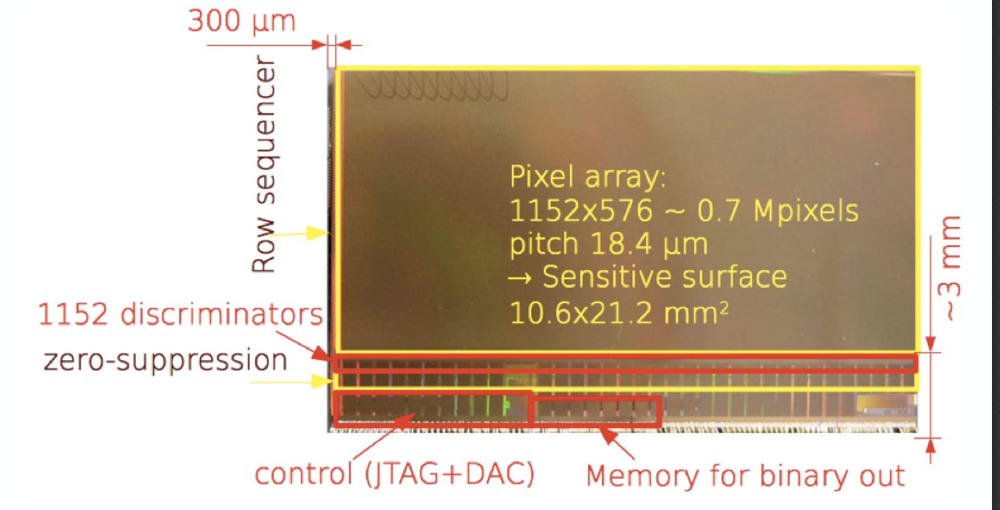 300 µm
Row sequencer
Pixel array:
1152x576 ~ 0.7 Mpixels
pitch 18.4 µm
→ Sensitive surface
10.6x21.2 mm²
~3 mm
1152 discriminators
zero-suppression
control (JTAG+DAC)
Memory for binary out